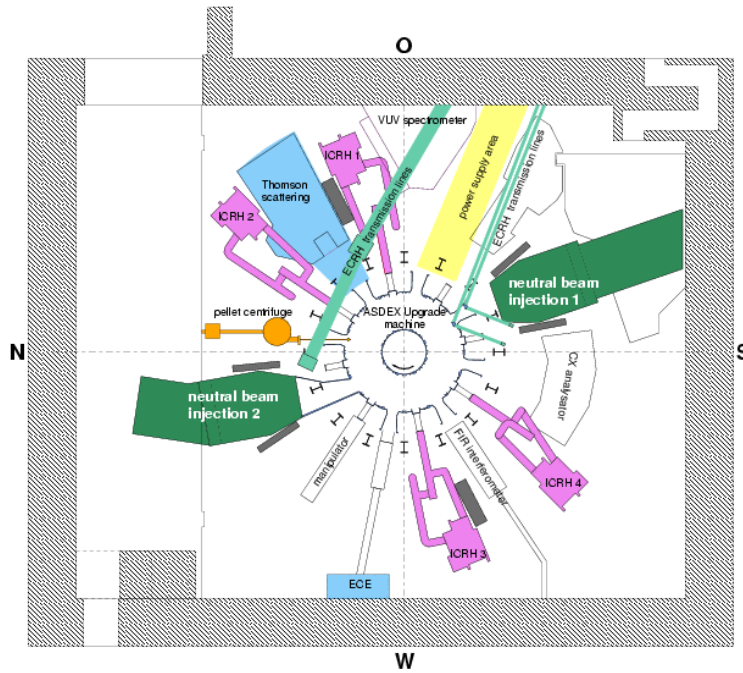 O
VUV spectrometer
ICRH 1
Thomson
scattering
ECRH transmission lines
power supply area
ECRH transmission lines
ICRH 2
neutral beam
injection 1
pellet centrifuge
ASDEX Upgrade
machine
N
S
CX analysator
neutral beam
injection 2
manipulator
FIR interferometer
ICRH 4
ICRH 3
ECE
W